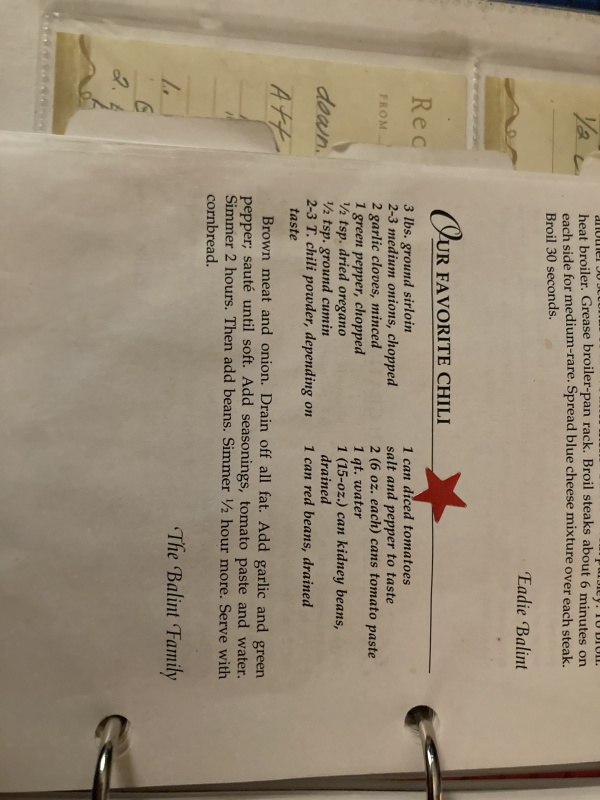 heat broiler. Grease broiler-pan rack. Broil steaks about 6 minutes on
each side for medium-rare. Spread blue cheese mixture over each steak.
Broil 30 seconds.
Eadie Balint
OUR FAVORITE CHILI
3 lbs. ground sirloin
2-3 medium onions, chopped
2 garlic cloves, minced
1 green pepper, chopped
½ tsp. dried oregano
½ tsp. ground cumin
2-3 T. chili powder, depending on
taste
1 can diced tomatoes
salt and pepper to taste
2 (6 oz. each) cans tomato paste
1 qt. water
1 (15-oz.) can kidney beans,
drained
1 can red beans, drained
Brown meat and onion. Drain off all fat. Add garlic and green
pepper; sauté until soft. Add seasonings, tomato paste and water.
Simmer 2 hours. Then add beans. Simmer ½ hour more. Serve with
cornbread.
The Balint Family
Rec
FROM
Att
down.
1.
2.
1/2